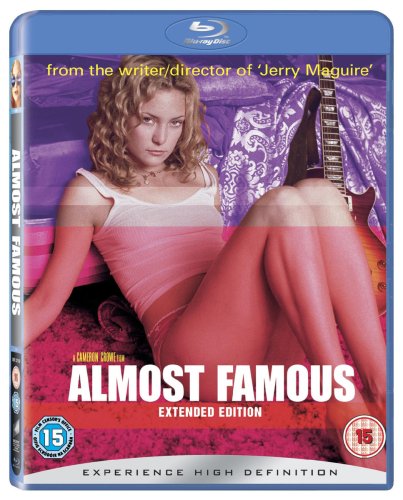 Blu-ray Disc
from the writer/director of 'Jerry Maguire'
ALMOST FAMOUS
A CAMERON CROWE FILM
ALMOST FAMOUS
EXTENDED EDITION
15
15
EXPERIENCE HIGH DEFINITION